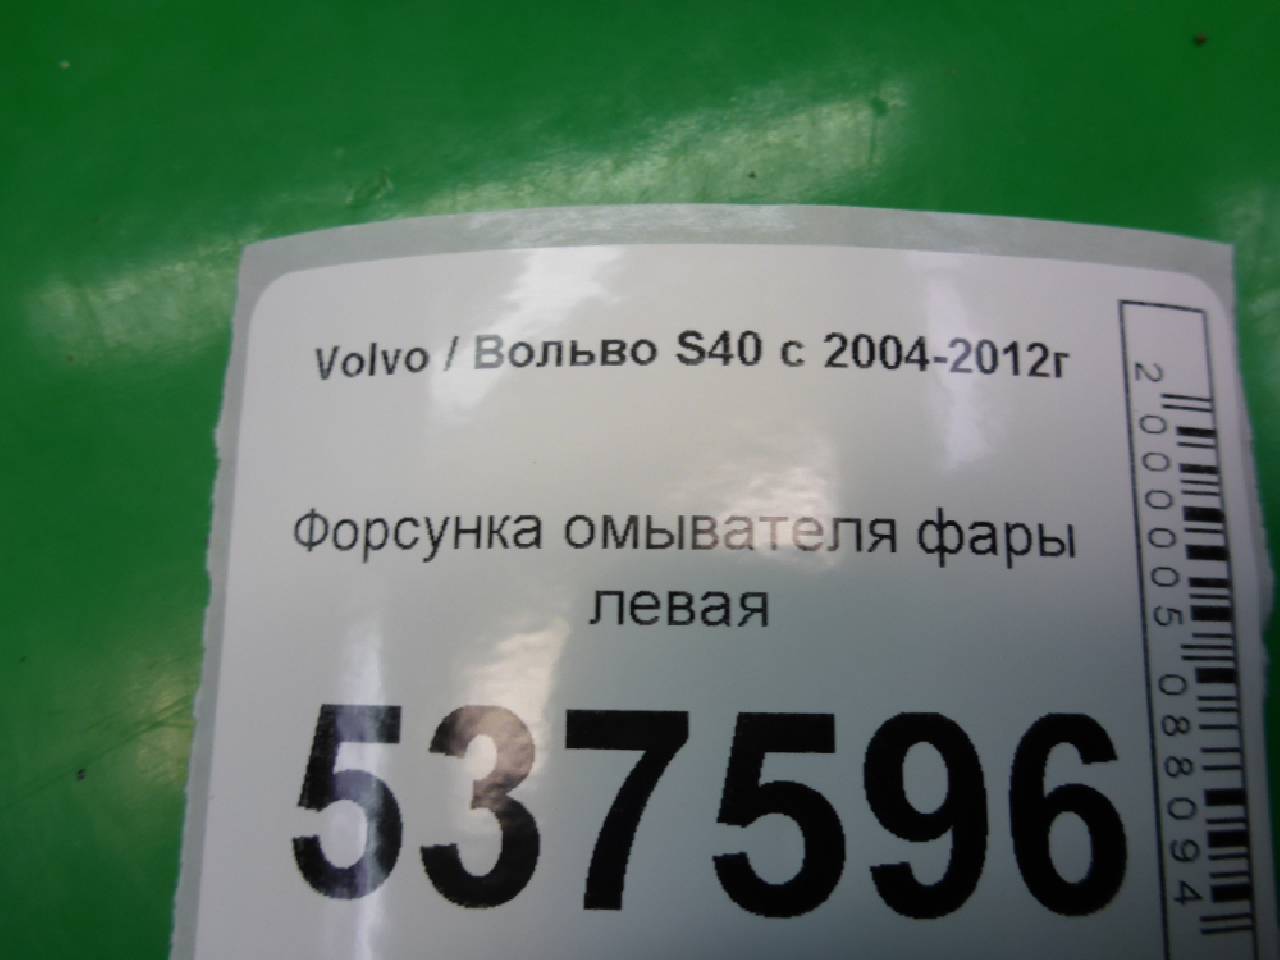 Volvo / Вольво S40 с 2004-2012г
Форсунка омывателя фары
левая
537596
2000005088094